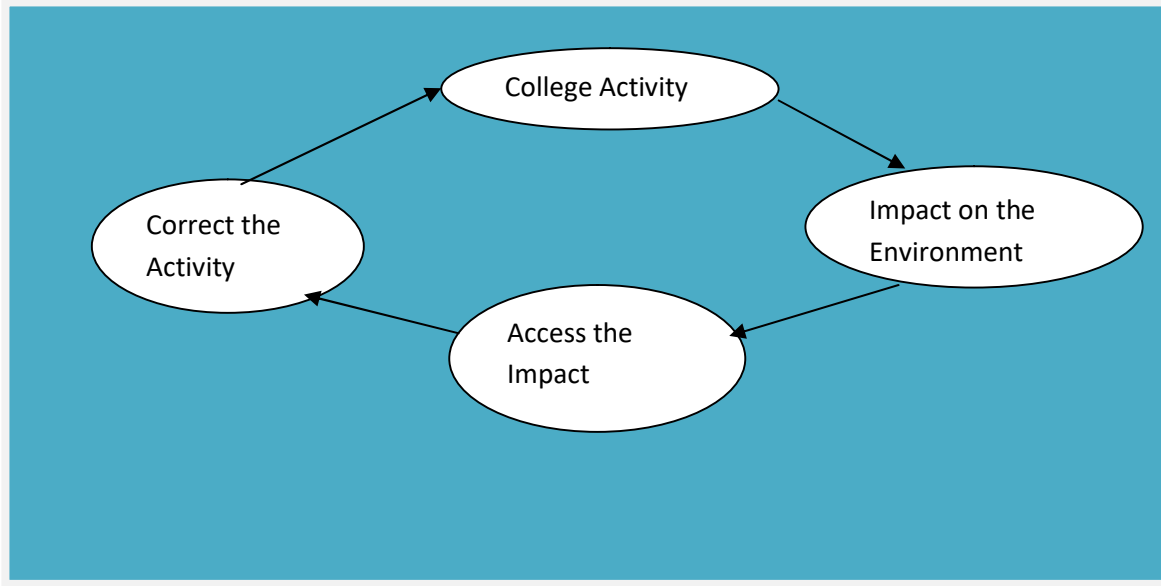 College Activity
Impact on the
Environment
Access the
Impact
Correct the
Activity